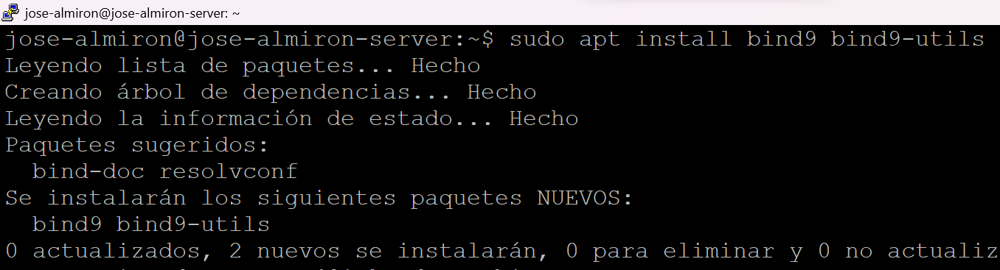 jose-almiron@jose-almiron-server: ~
jose-almiron@jose-almiron-server:~$ sudo apt install bind9 bind9-utils
Leyendo lista de paquetes... Hecho
Creando árbol de dependencias... Hecho
Leyendo la información de estado... Hecho
Paquetes sugeridos:
  bind-doc resolvconf
Se instalarán los siguientes paquetes NUEVOS:
  bind9 bind9-utils
0 actualizados, 2 nuevos se instalarán, 0 para eliminar y 0 no actualiz